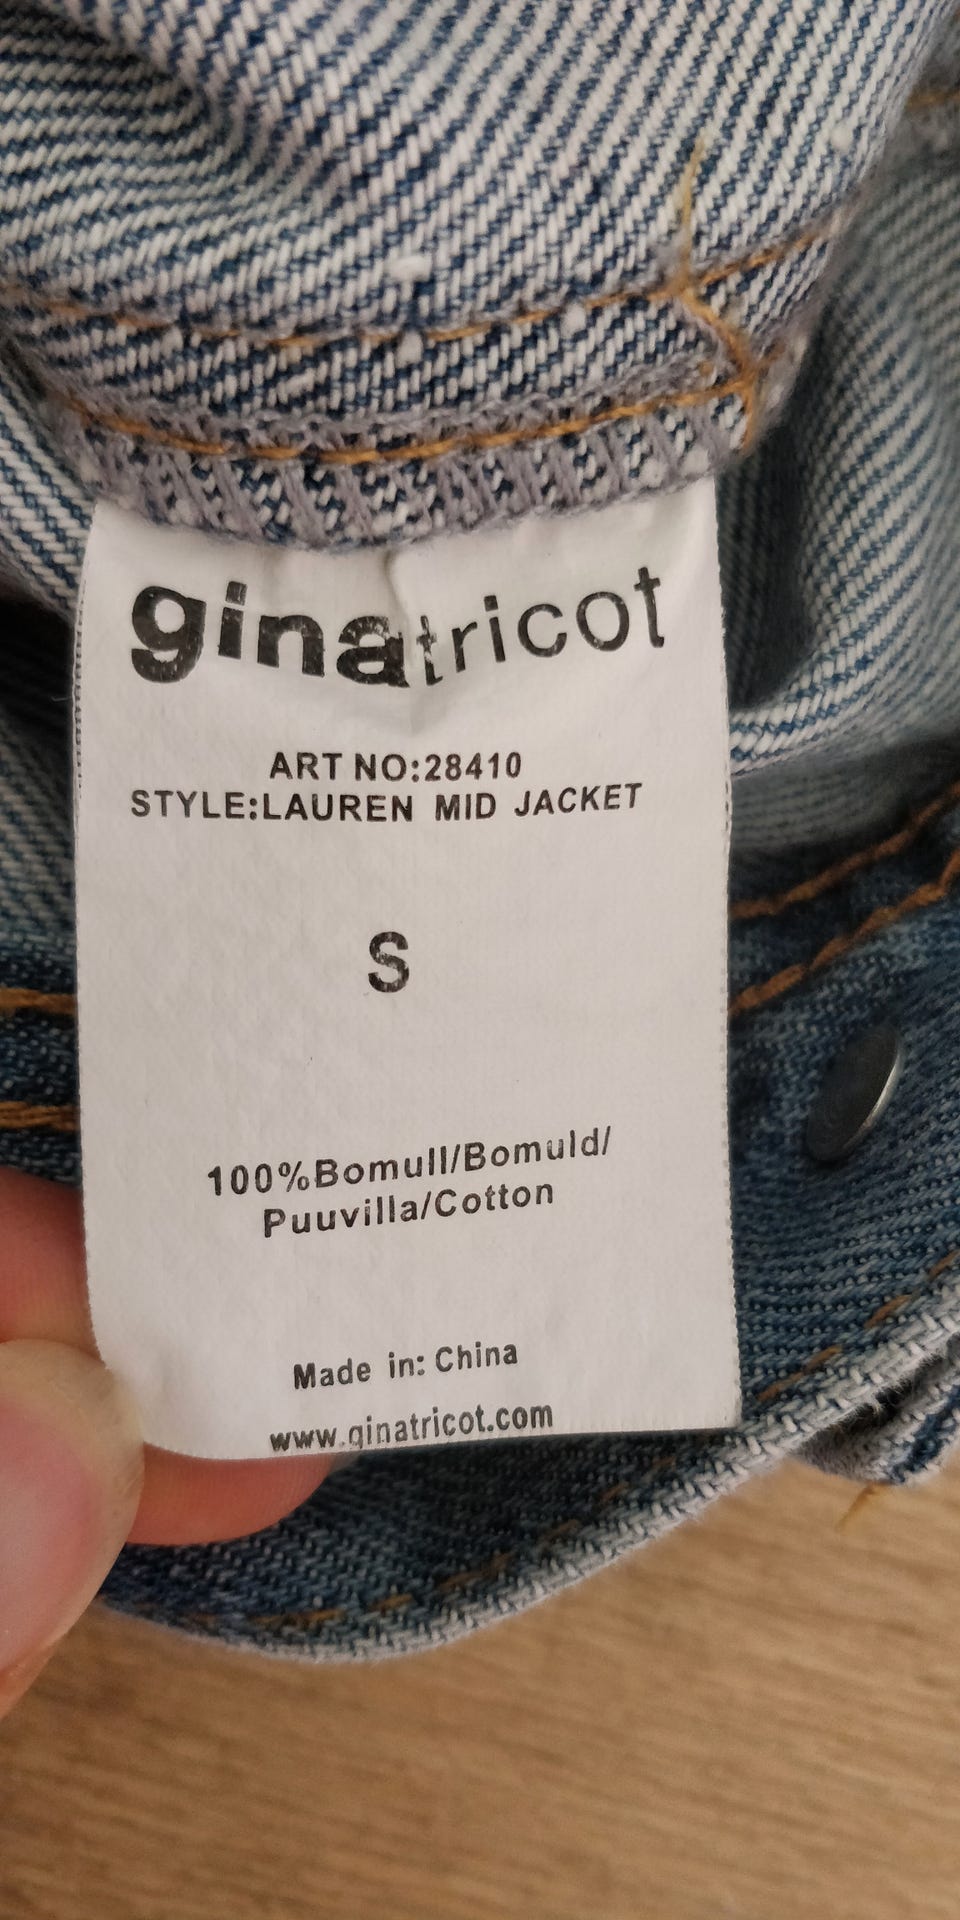 ginatricot
ART NO:28410
STYLE:LAUREN MID JACKET
S
100%Bomull/Bomuld/
Puuvilla/Cotton
Made in: China
www.ginatricot.com